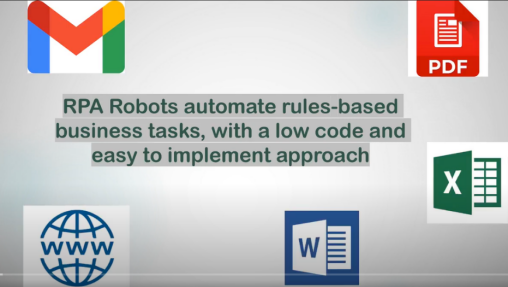 PDF
RPA Robots automate rules-based
business tasks, with a low code and
easy to implement approach
X
WWW
W